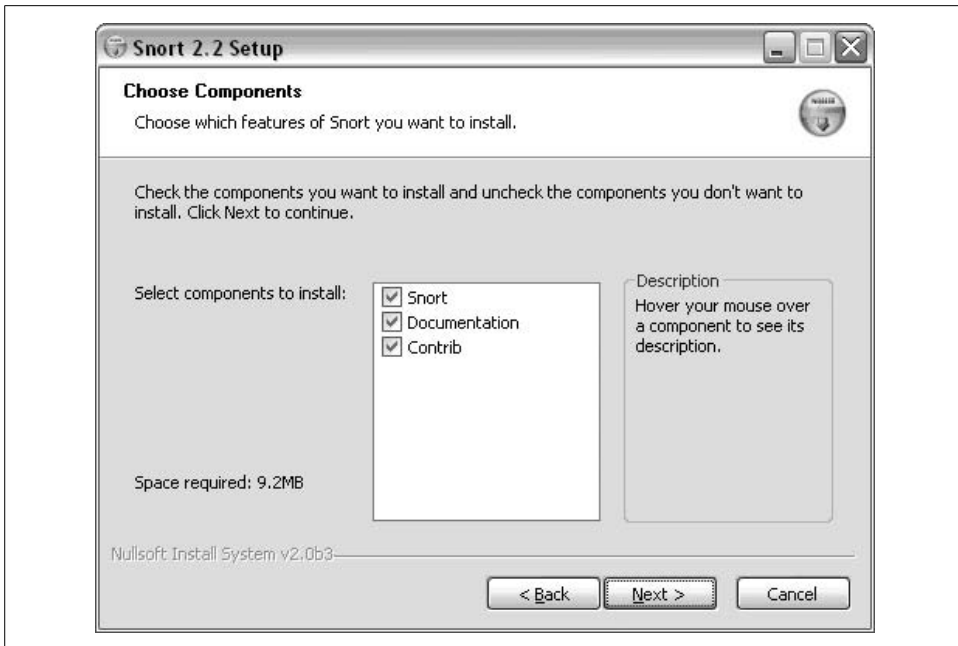 Snort 2.2 Setup
Choose Components
Choose which features of Snort you want to install.
Check the components you want to install and uncheck the components you don't want to
install. Click Next to continue.
Select components to install:
Snort
Documentation
Contrib
Description
Hover your mouse over
a component to see its
description.
Space required: 9.2MB
Nullsoft Install System v2.0b3
< Back
Next >
Cancel